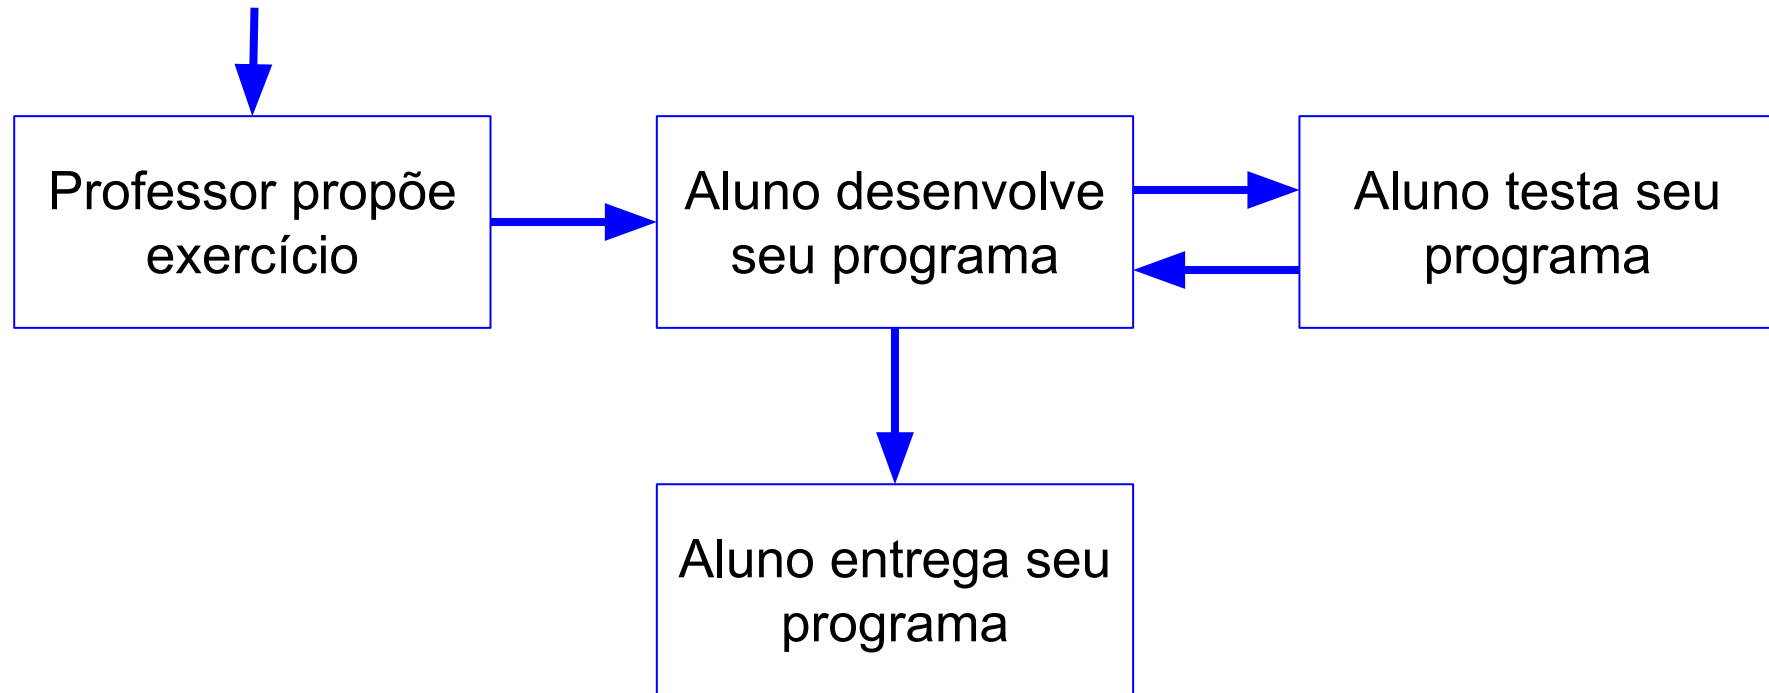 Professor propõe
exercício
Aluno desenvolve
seu programa
Aluno testa seu
programa
Aluno entrega seu
programa